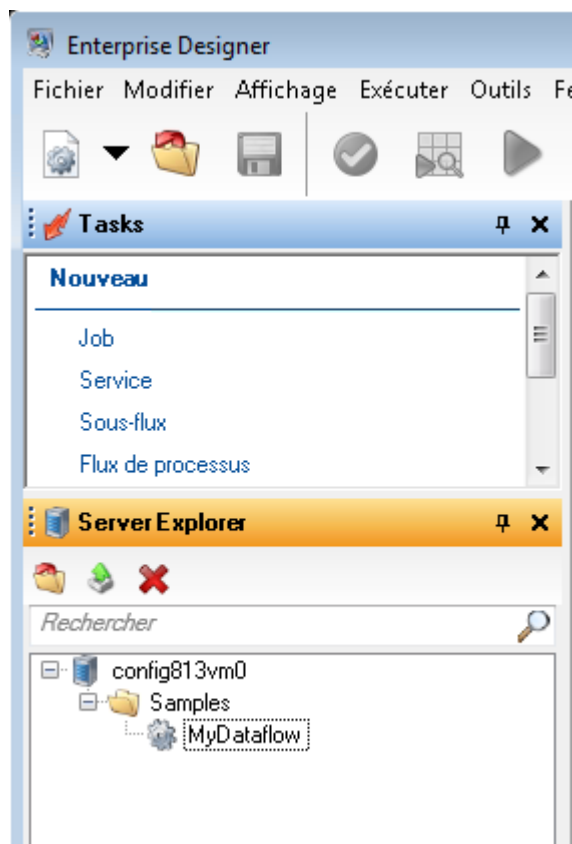 Enterprise Designer
Fichier Modifier Affichage Exécuter Outils
Tasks
Nouveau
Job
Service
Sous-flux
Flux de processus
Server Explorer
Rechercher
config813vm0
Samples
MyDataflow